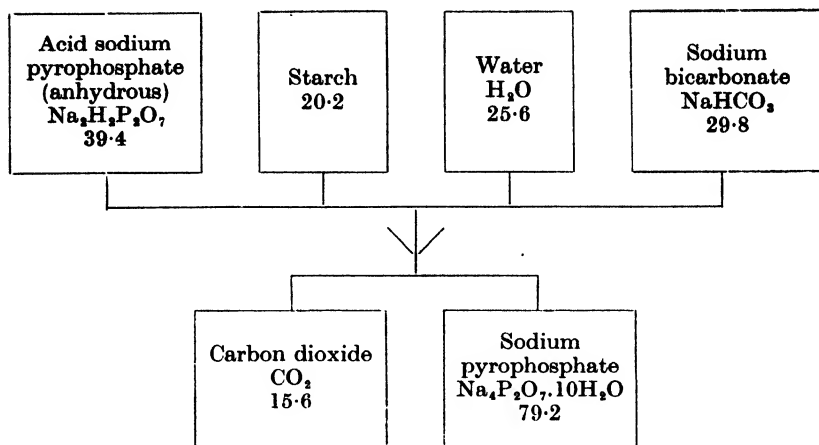 Acid sodium
pyrophosphate
(anhydrous)
Na₂H₂P₂O₇
39·4
Starch
20·2
Water
H₂O
25·6
Sodium
bicarbonate
NaHCO₃
29·8
Carbon dioxide
CO₂
15·6
Sodium
pyrophosphate
Na₄P₂O₇.10H₂O
79·2